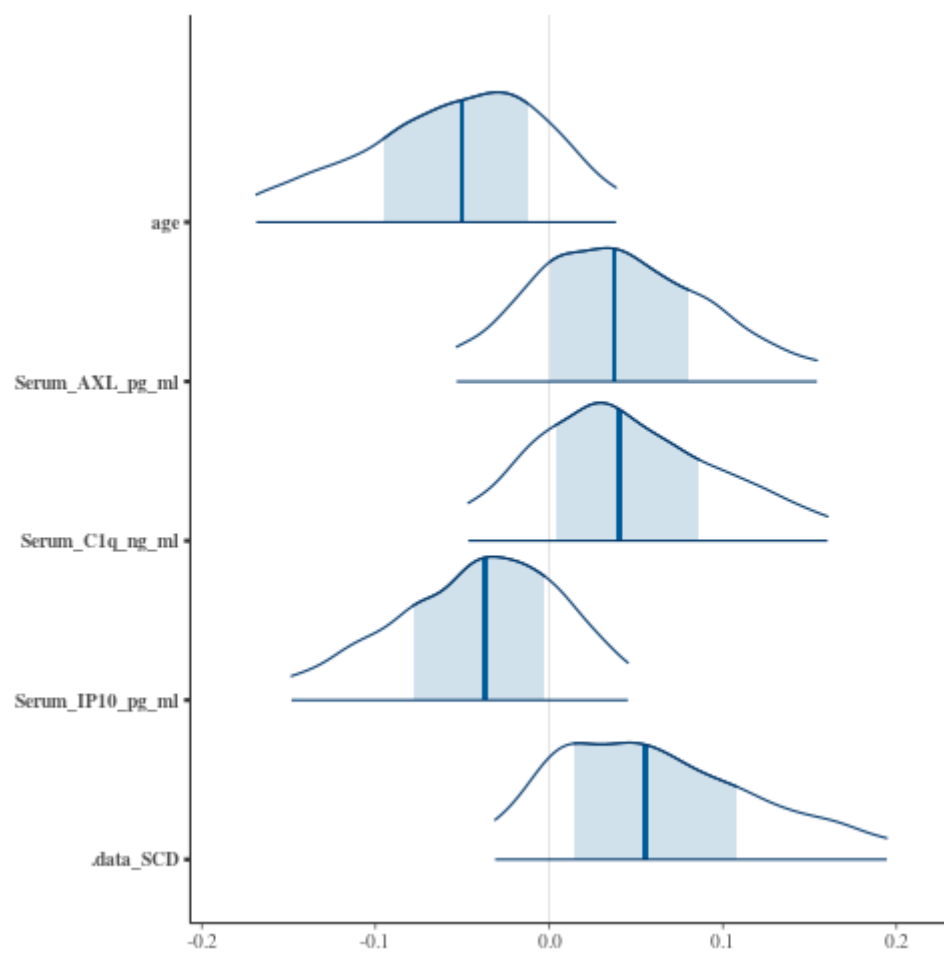 age
Serum_AXL_pg_ml
Serum_C1q_ng_ml
Serum_IP10_pg_ml
.data_SCD
-0.2 -0.1 0.0 0.1 0.2